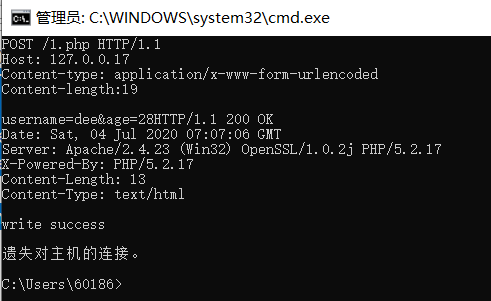 管理员: C:\WINDOWS\system32\cmd.exe
POST /1.php HTTP/1.1
Host: 127.0.0.17
Content-type: application/x-www-form-urlencoded
Content-length:19
username=dee&age=28HTTP/1.1 200 OK
Date: Sat, 04 Jul 2020 07:07:06 GMT
Server: Apache/2.4.23 (Win32) OpenSSL/1.0.2j PHP/5.2.17
X-Powered-By: PHP/5.2.17
Content-Length: 13
Content-Type: text/html
write success
遗失对主机的连接。
C:\Users\60186>